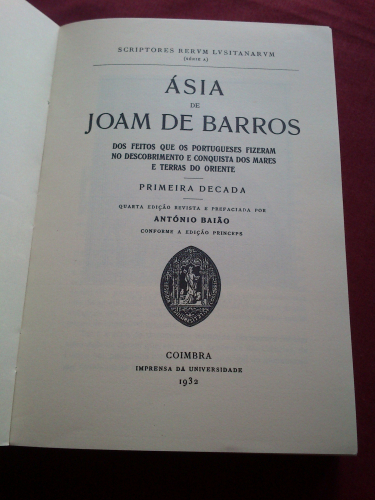 SCRIPTORES RERVM LVSITANARVM
(SÉRIE A)
ÁSIA
DE
JOAM DE BARROS
DOS FEITOS QUE OS PORTUGUESES FIZERAM
NO DESCOBRIMENTO E CONQUISTA DOS MARES
E TERRAS DO ORIENTE
PRIMEIRA DECADA
QUARTA EDIÇÃO REVISTA E PREFACIADA POR
ANTÓNIO BAIÃO
CONFORME A EDIÇÃO PRINCEPS
COIMBRA
IMPRENSA DA UNIVERSIDADE
1932